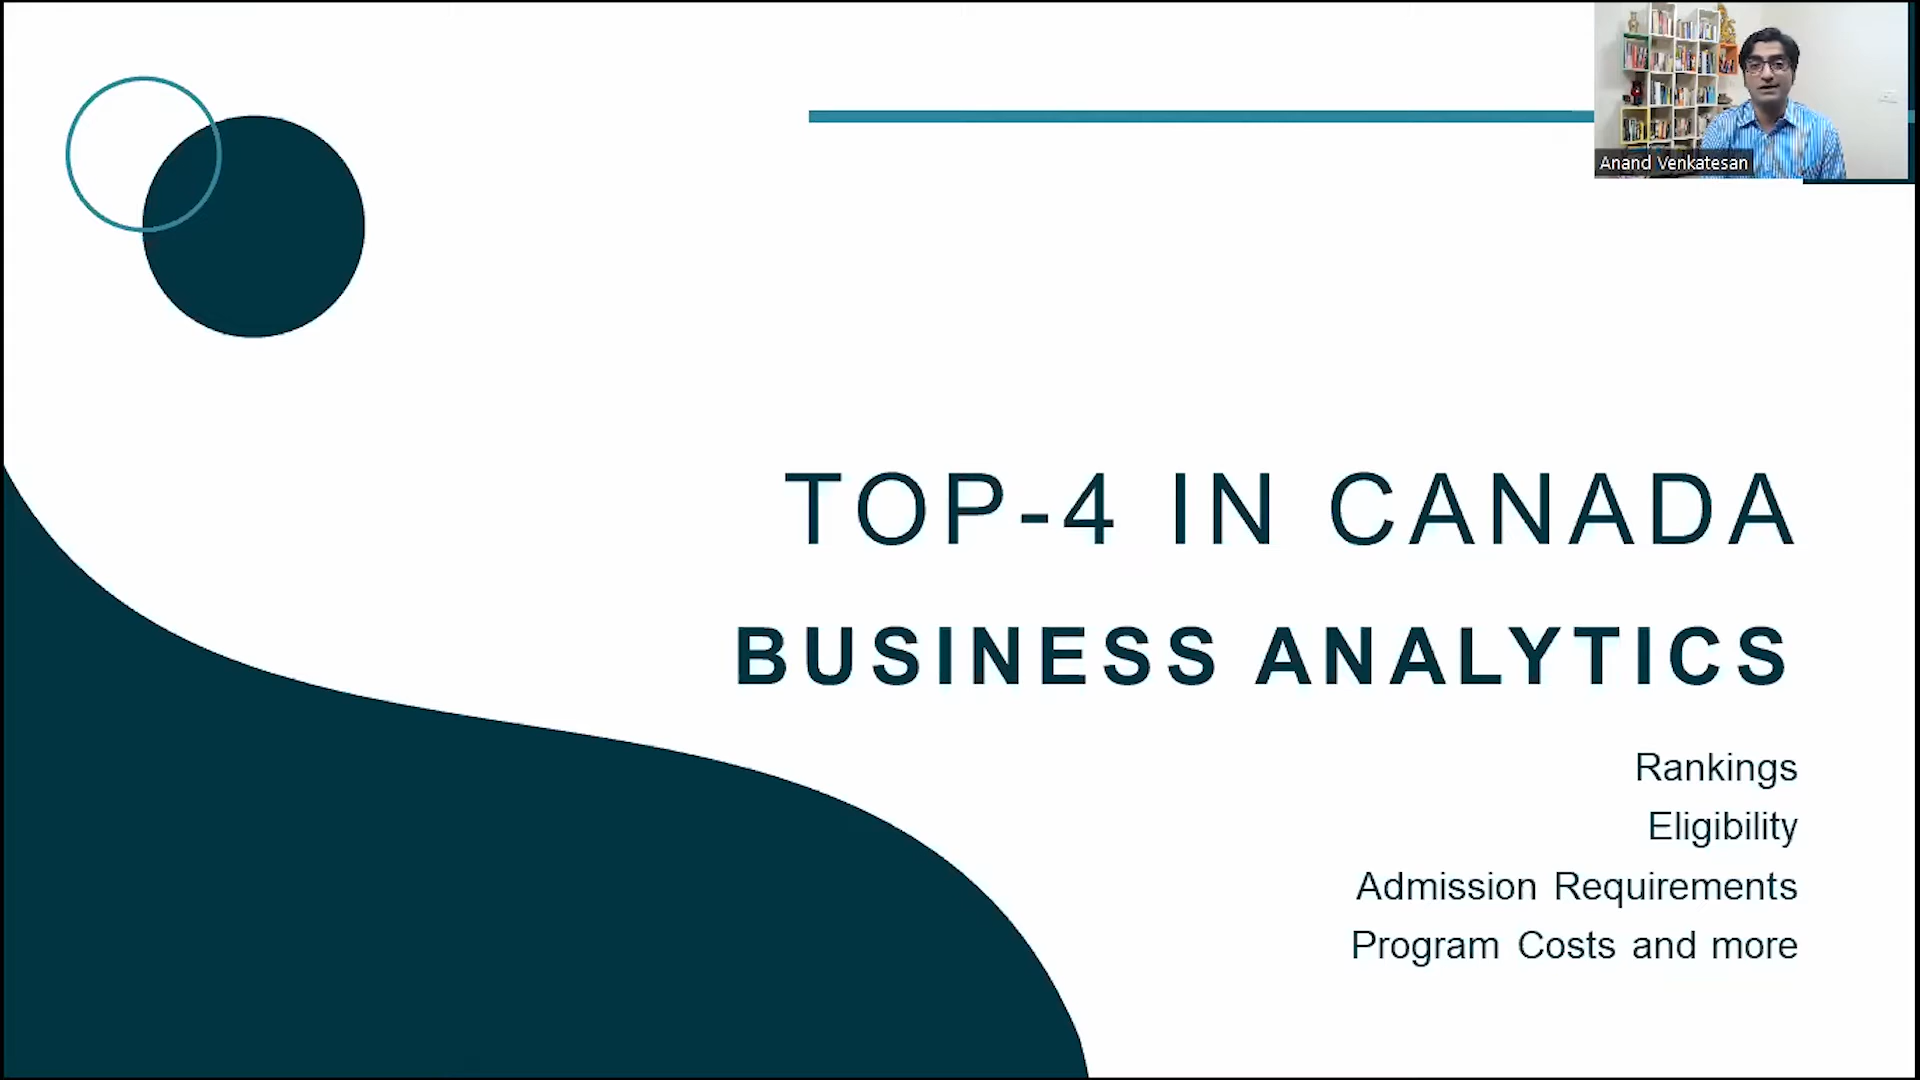 Anand Venkatesan
TOP-4 IN CANADA
BUSINESS ANALYTICS
Rankings
Eligibility
Admission Requirements
Program Costs and more